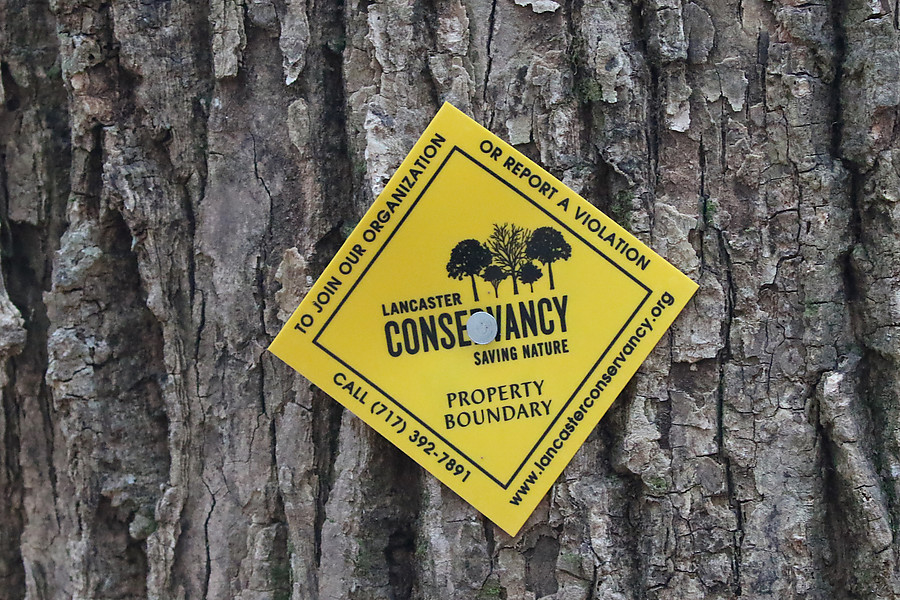 TO JOIN OUR ORGANIZATION
OR REPORT A VIOLATION
LANCASTER
CONSERVANCY
SAVING NATURE
PROPERTY
BOUNDARY
CALL (717) 392-7891
www.lancasterconservancy.org